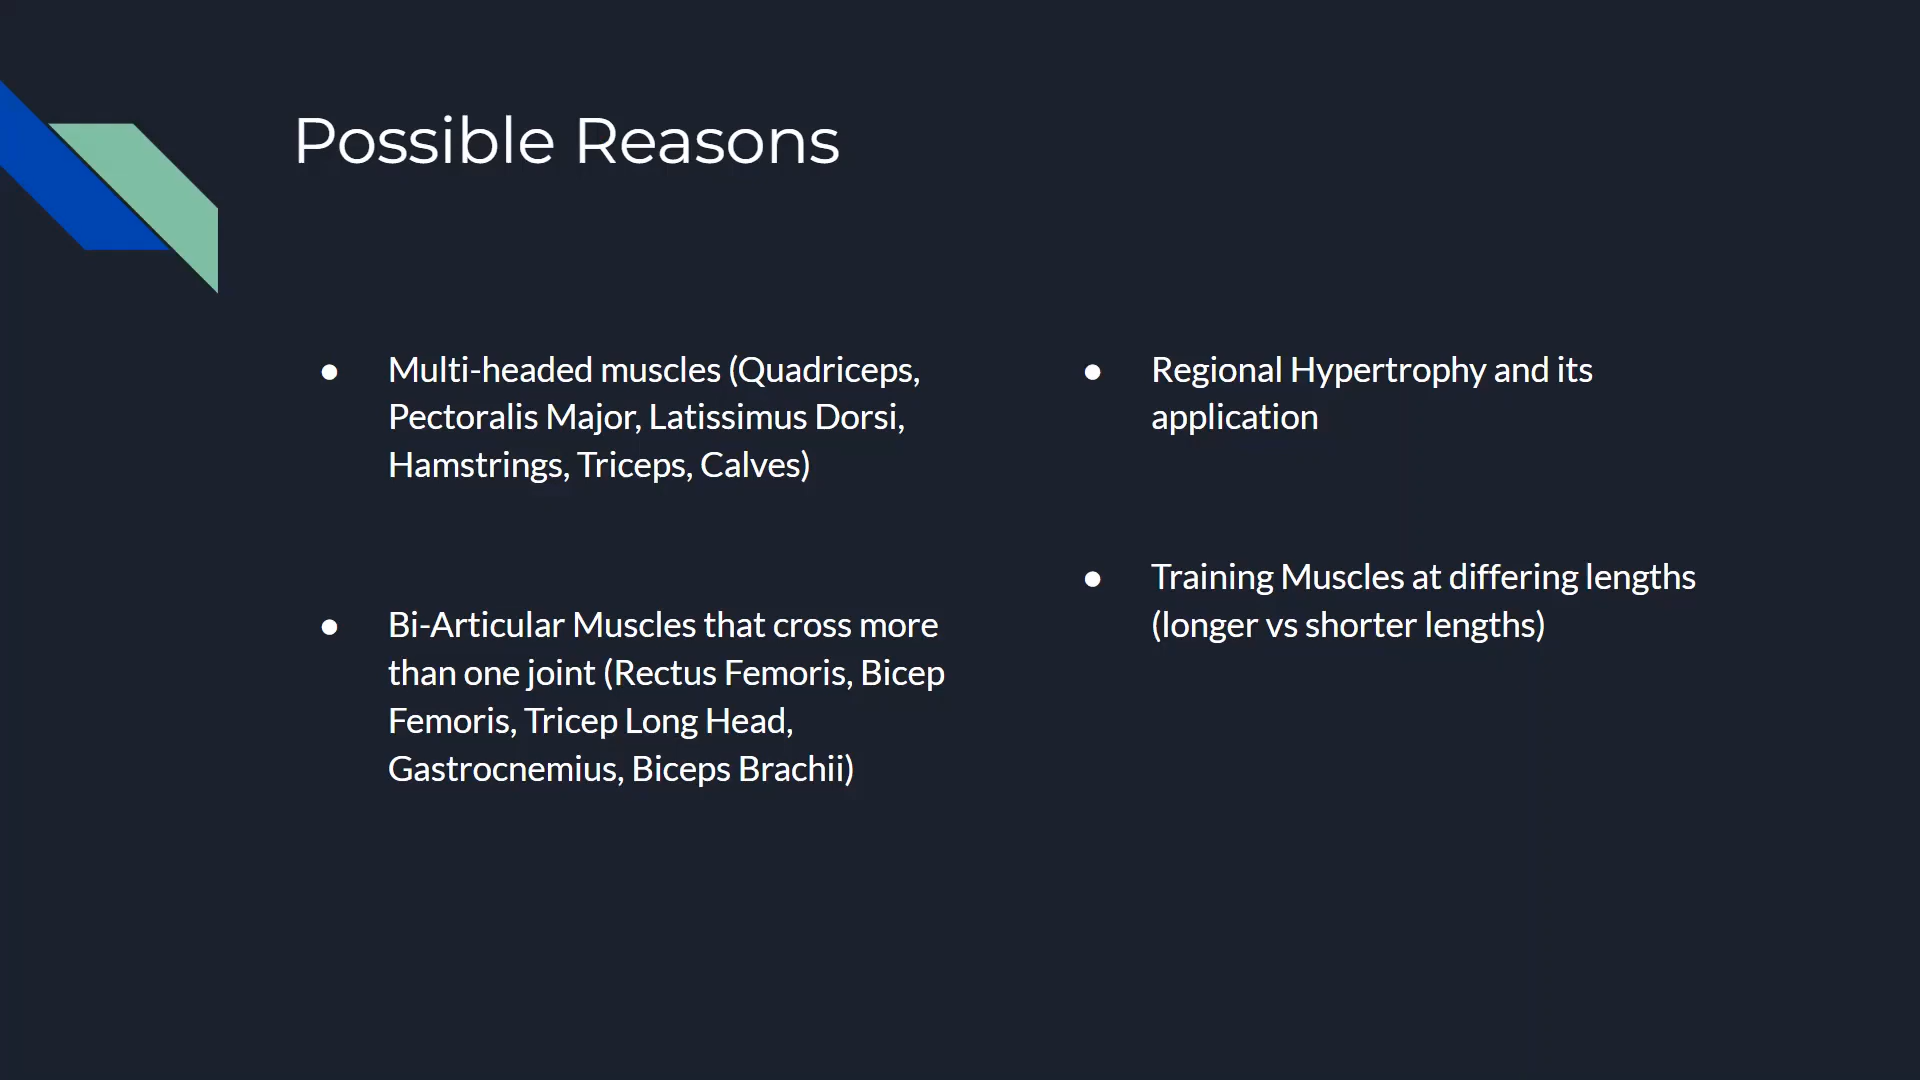 Possible Reasons
● Multi-headed muscles (Quadriceps,
Pectoralis Major, Latissimus Dorsi,
Hamstrings, Triceps, Calves)
● Bi-Articular Muscles that cross more
than one joint (Rectus Femoris, Bicep
Femoris, Tricep Long Head,
Gastrocnemius, Biceps Brachii)
● Regional Hypertrophy and its
application
● Training Muscles at differing lengths
(longer vs shorter lengths)